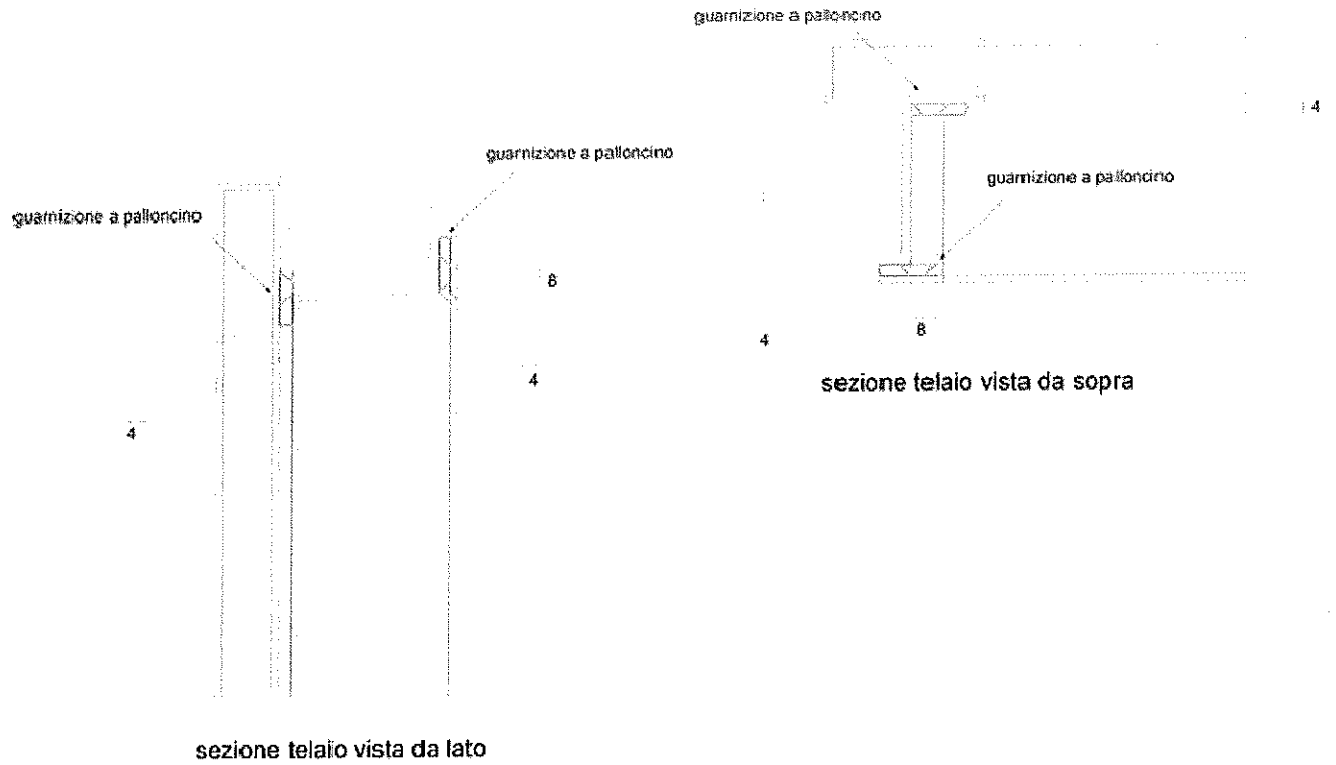 guarnizione a palloncino
4
guarnizione a palloncino
guarnizione a palloncino
guarnizione a palloncino
8
8
4
4
sezione telaio vista da sopra
4
sezione telaio vista da lato